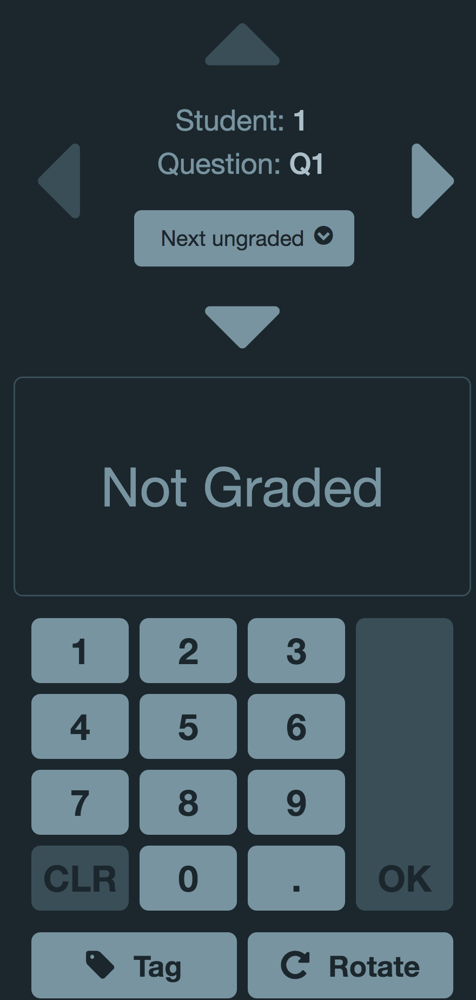 Student: 1
Question: Q1
Next ungraded
Not Graded
1 2 3
4 5 6
7 8 9
CLR 0 . OK
Tag Rotate